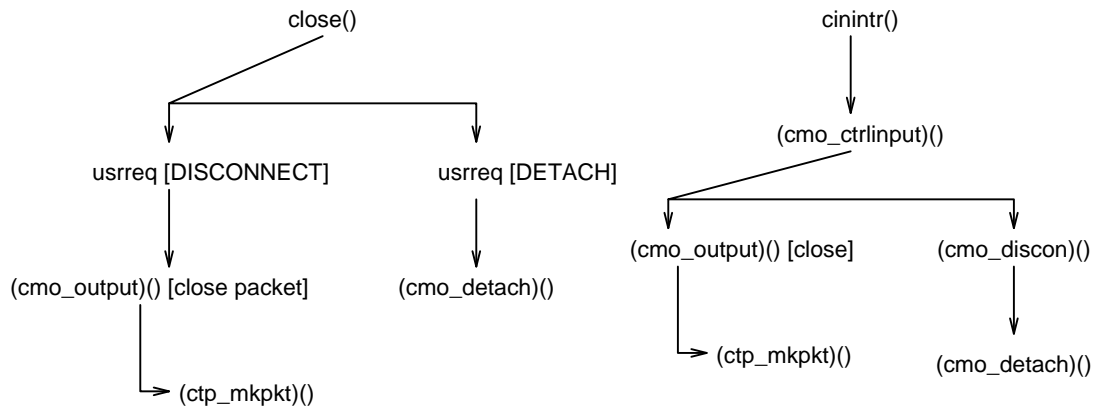 close()
cinintr()
(cmo_ctrlinput)()
usrreq [DISCONNECT]
usrreq [DETACH]
(cmo_output)() [close]
(cmo_discon)()
(cmo_output)() [close packet]
(cmo_detach)()
(ctp_mkpkt)()
(cmo_detach)()
(ctp_mkpkt)()